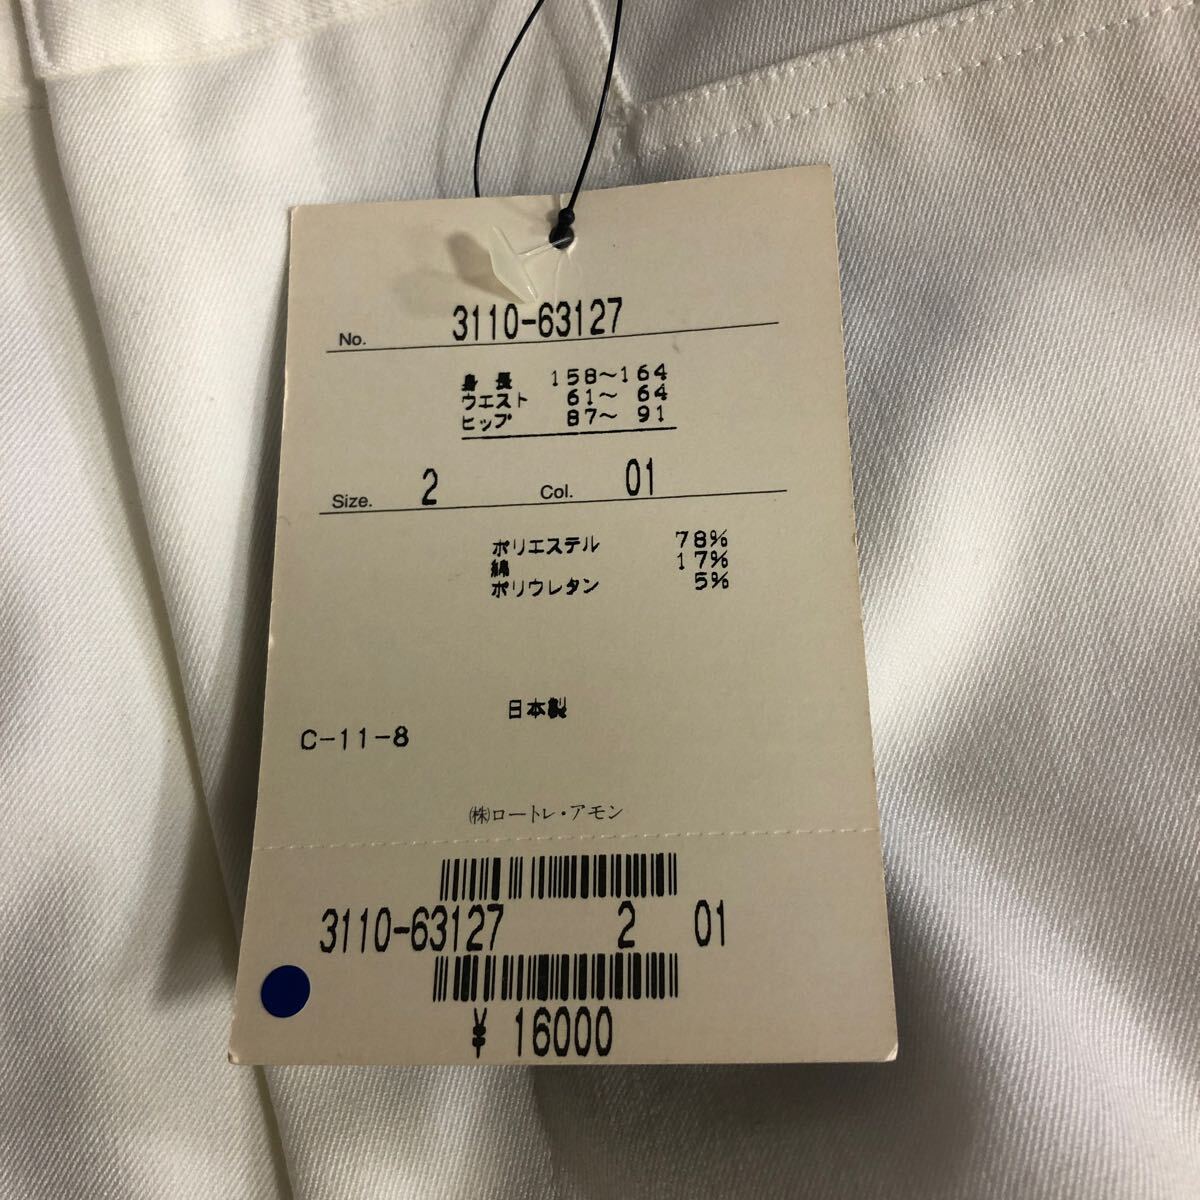 No. 3110-63127
身長 158～164
ウエスト 61～ 64
ヒップ 87～ 91
Size. 2 Col. 01
ポリエステル 78%
綿 17%
ポリウレタン 5%
日本製
C-11-8
㈱ロートレ・アモン
3110-63127 2 01
¥ 16000